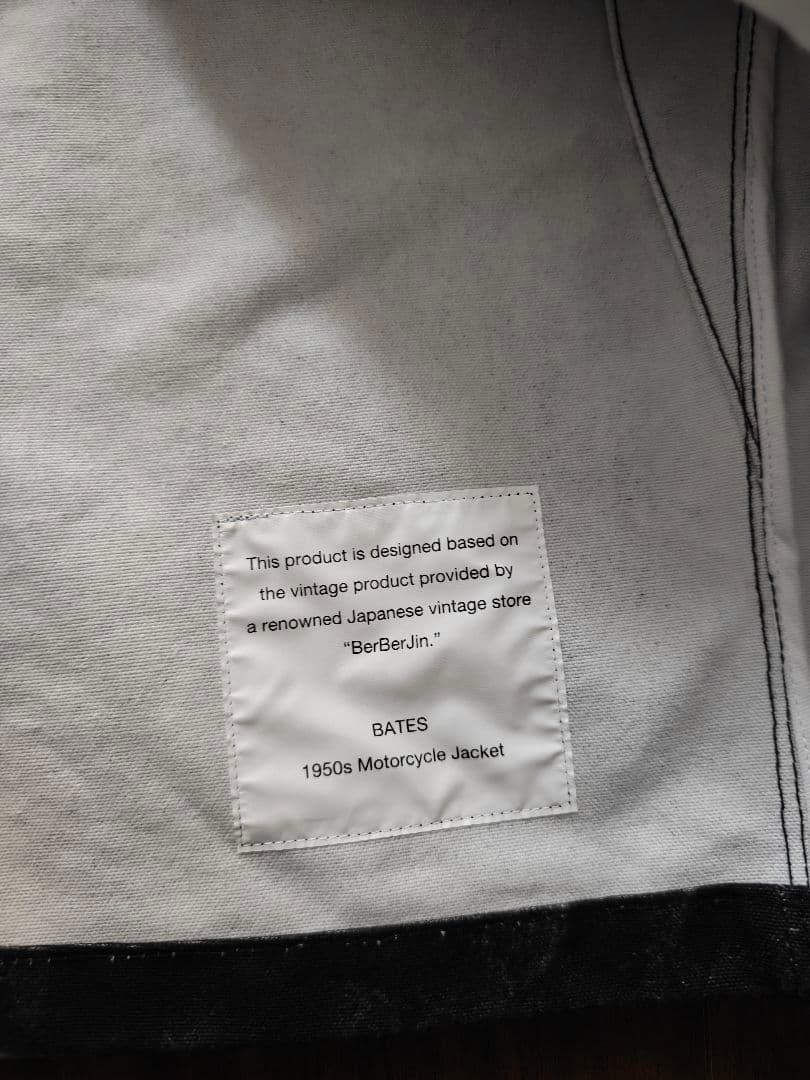 This product is designed based on
the vintage product provided by
a renowned Japanese vintage store
“BerBerJin.”
BATES
1950s Motorcycle Jacket